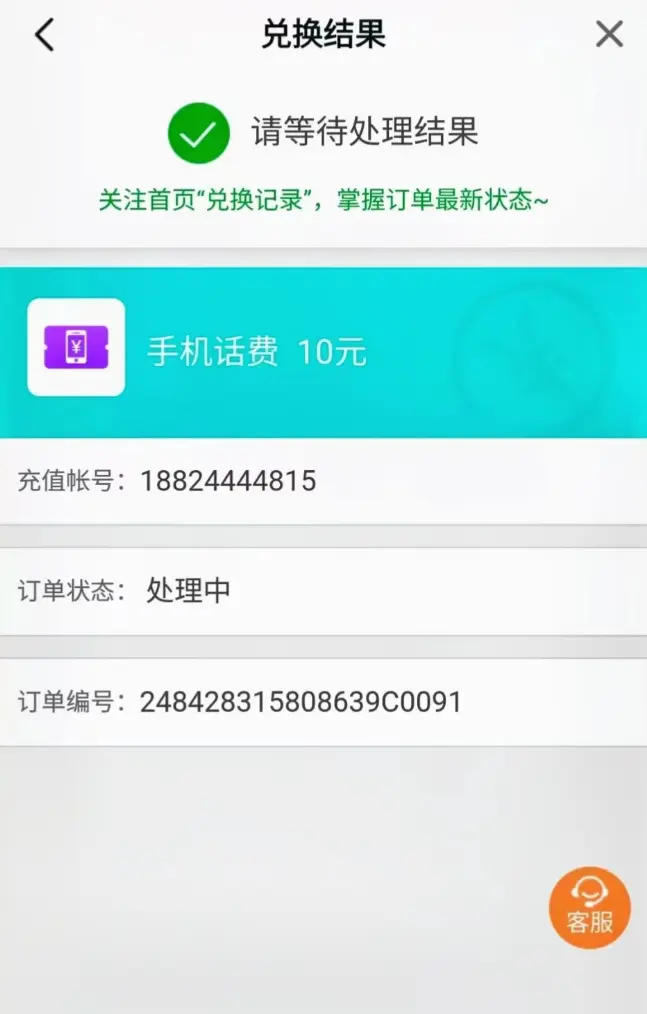 兑换结果
请等待处理结果
关注首页“兑换记录”，掌握订单最新状态~
¥
手机话费 10元
充值帐号：18824444815
订单状态： 处理中
订单编号：248428315808639C0091
客服